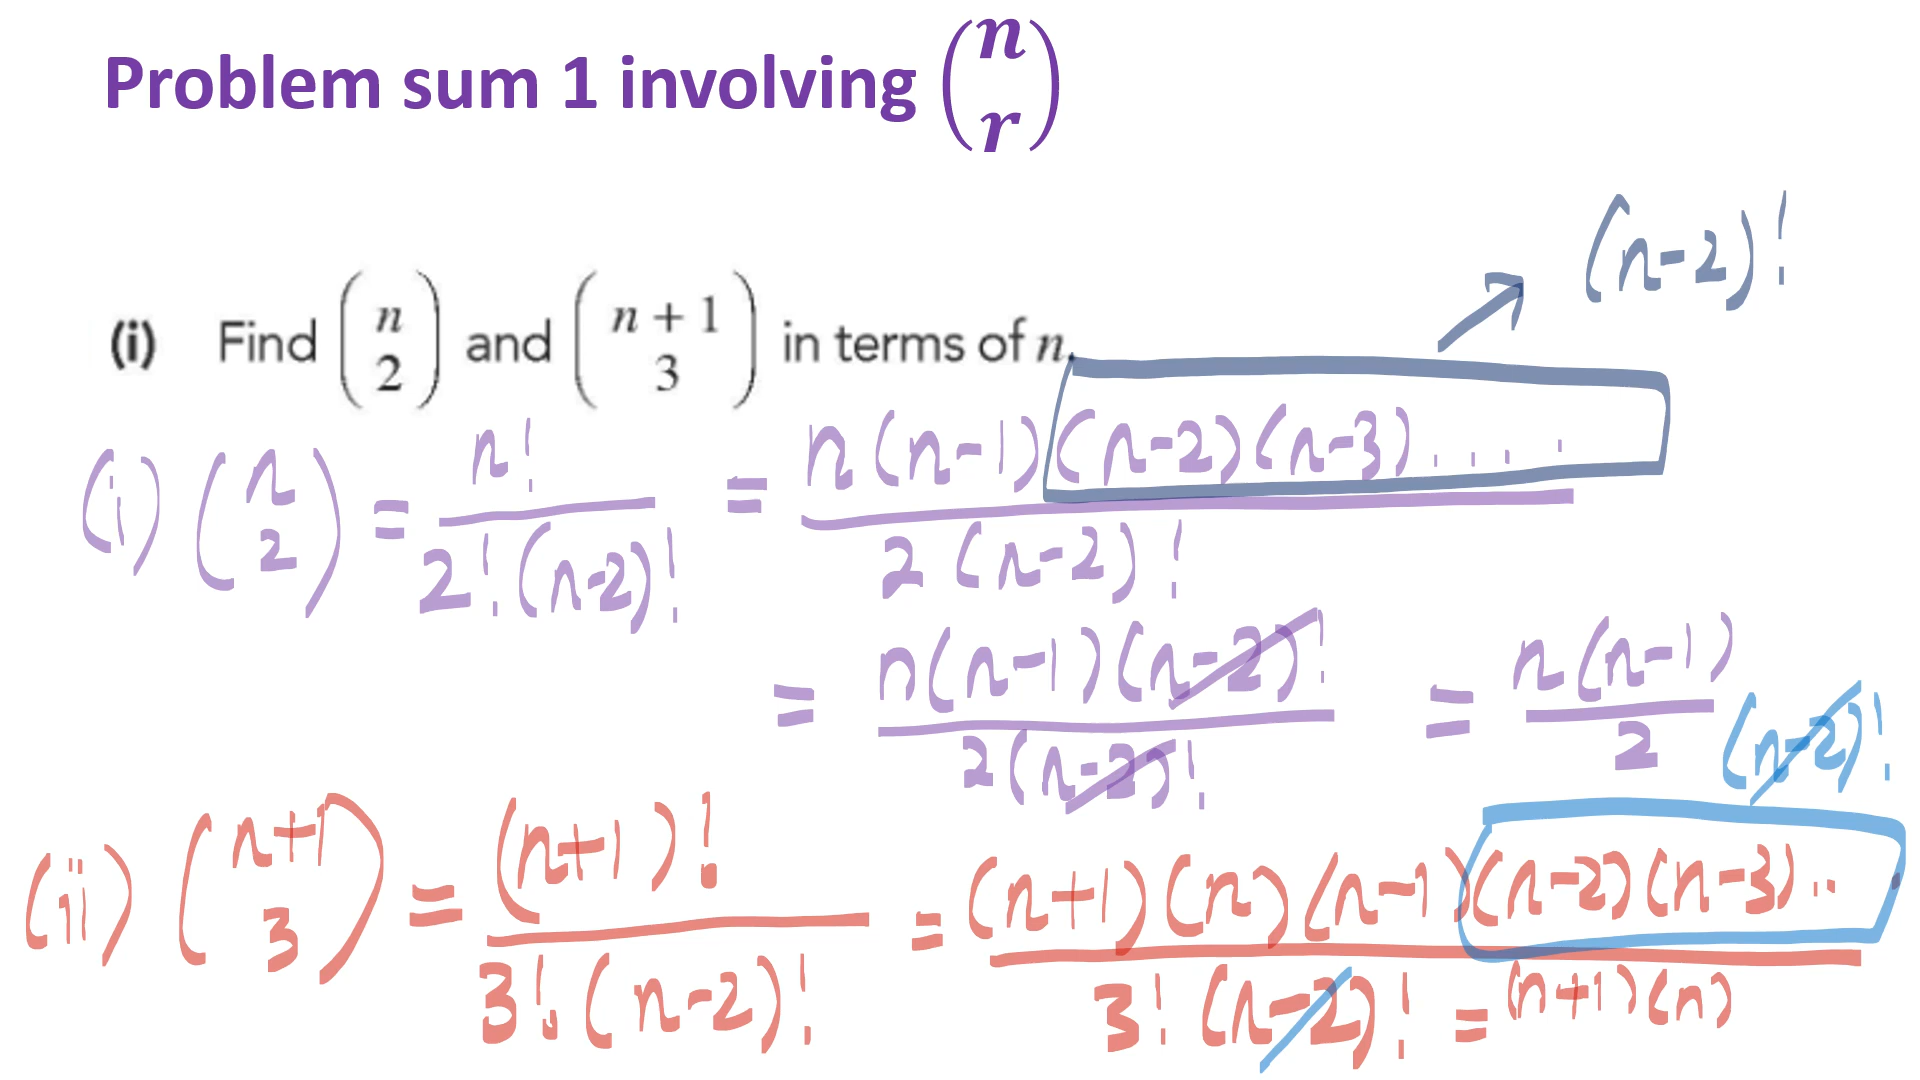 Problem sum 1 involving (n r)
(n-2)!
(i) Find (n 2) and (n + 1 3) in terms of n.
(i) (n 2) = n! / 2!(n-2)! = n(n-1)(n-2)(n-3).... / 2(n-2)!
= n(n-1)(n-2)! / 2(n-2)! = n(n-1) / 2
(n-2)!
(ii) (n+1 3) = (n+1)! / 3!(n-2)! = (n+1)(n)(n-1)(n-2)(n-3)... / 3!(n-2)!
= (n+1)(n)